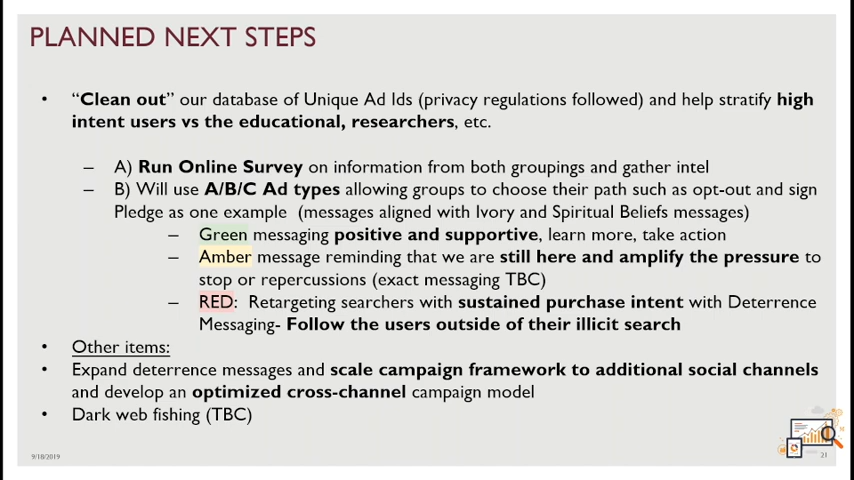 PLANNED NEXT STEPS
• “Clean out” our database of Unique Ad Ids (privacy regulations followed) and help stratify high
intent users vs the educational, researchers, etc.
– A) Run Online Survey on information from both groupings and gather intel
– B) Will use A/B/C Ad types allowing groups to choose their path such as opt-out and sign
Pledge as one example (messages aligned with Ivory and Spiritual Beliefs messages)
– Green messaging positive and supportive, learn more, take action
– Amber message reminding that we are still here and amplify the pressure to
stop or repercussions (exact messaging TBC)
– RED: Retargeting searchers with sustained purchase intent with Deterrence
Messaging- Follow the users outside of their illicit search
• Other items:
• Expand deterrence messages and scale campaign framework to additional social channels
and develop an optimized cross-channel campaign model
• Dark web fishing (TBC)
9/18/2019
21